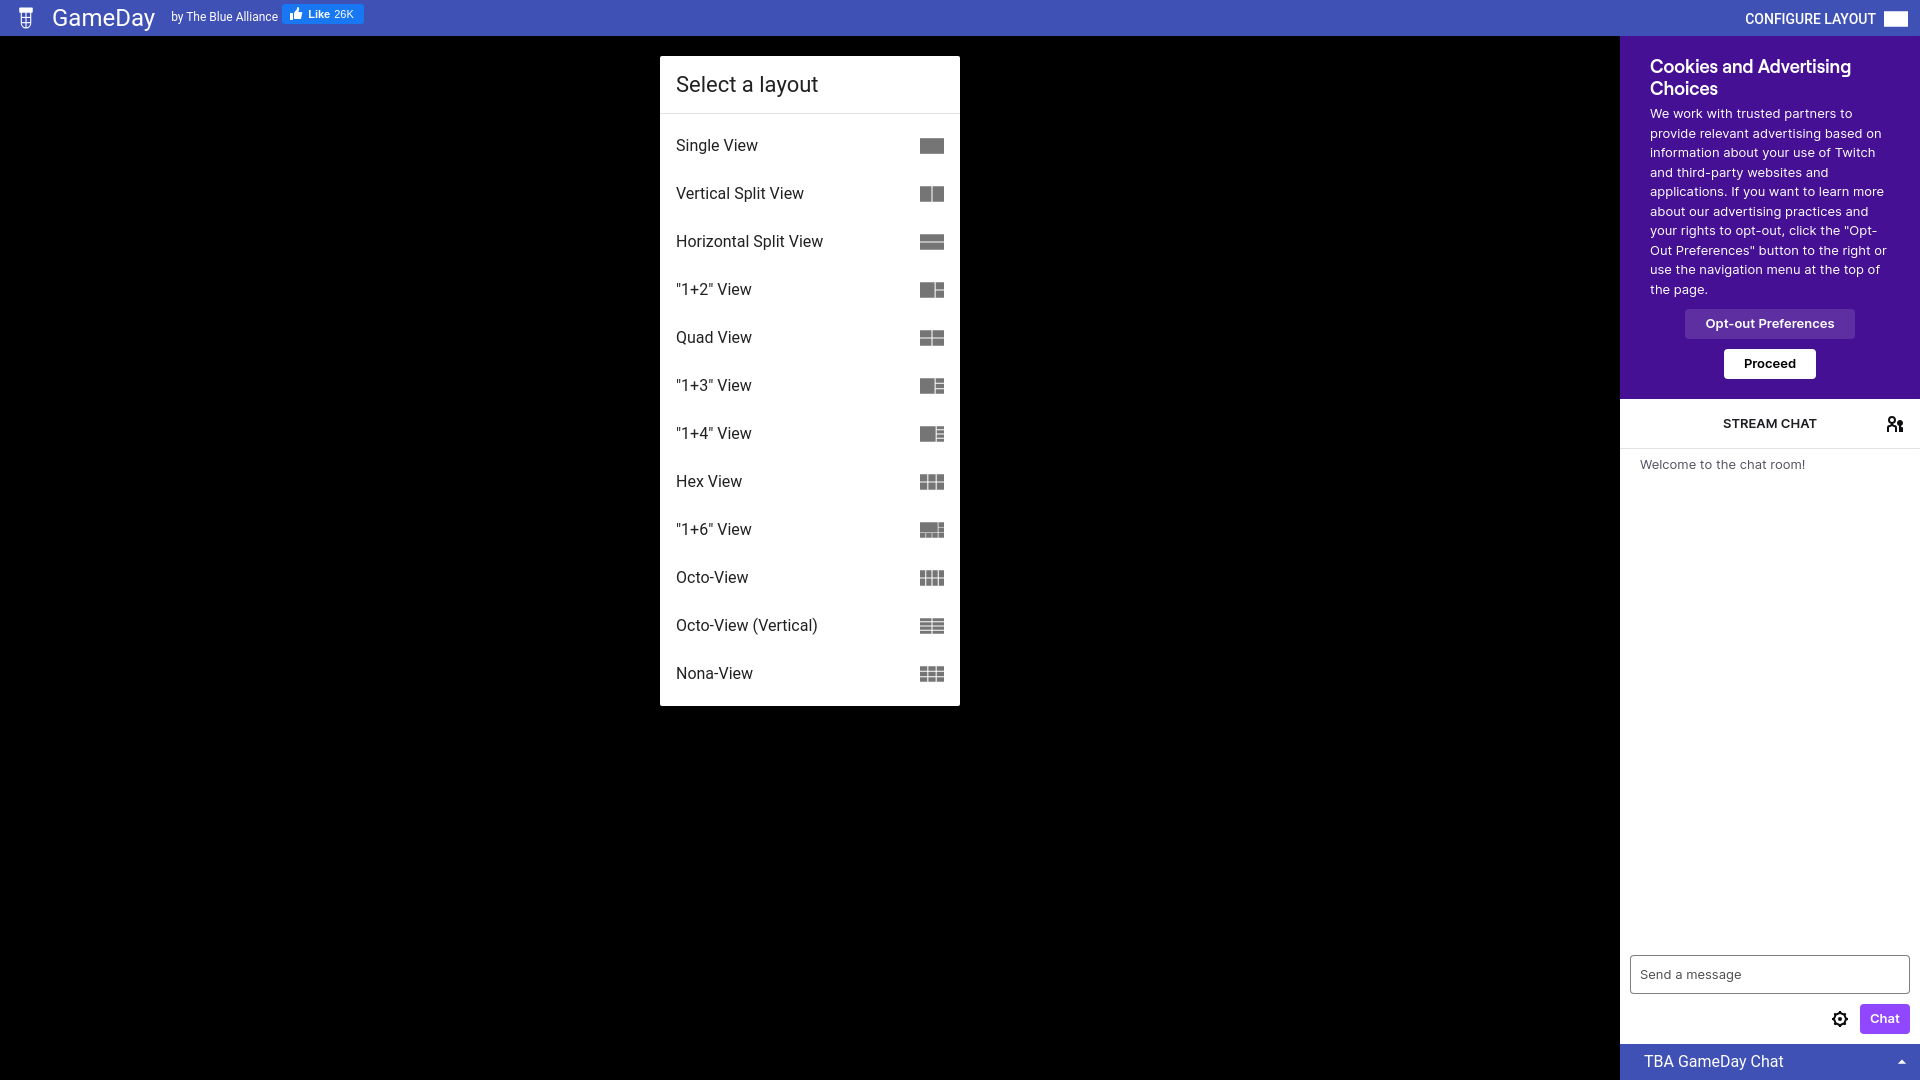 GameDay by The Blue Alliance Like 26K
CONFIGURE LAYOUT
Select a layout
Single View
Vertical Split View
Horizontal Split View
"1+2" View
Quad View
"1+3" View
"1+4" View
Hex View
"1+6" View
Octo-View
Octo-View (Vertical)
Nona-View
Cookies and Advertising
Choices
We work with trusted partners to
provide relevant advertising based on
information about your use of Twitch
and third-party websites and
applications. If you want to learn more
about our advertising practices and
your rights to opt-out, click the "Opt-
Out Preferences" button to the right or
use the navigation menu at the top of
the page.
Opt-out Preferences
Proceed
STREAM CHAT
Welcome to the chat room!
Send a message
Chat
TBA GameDay Chat